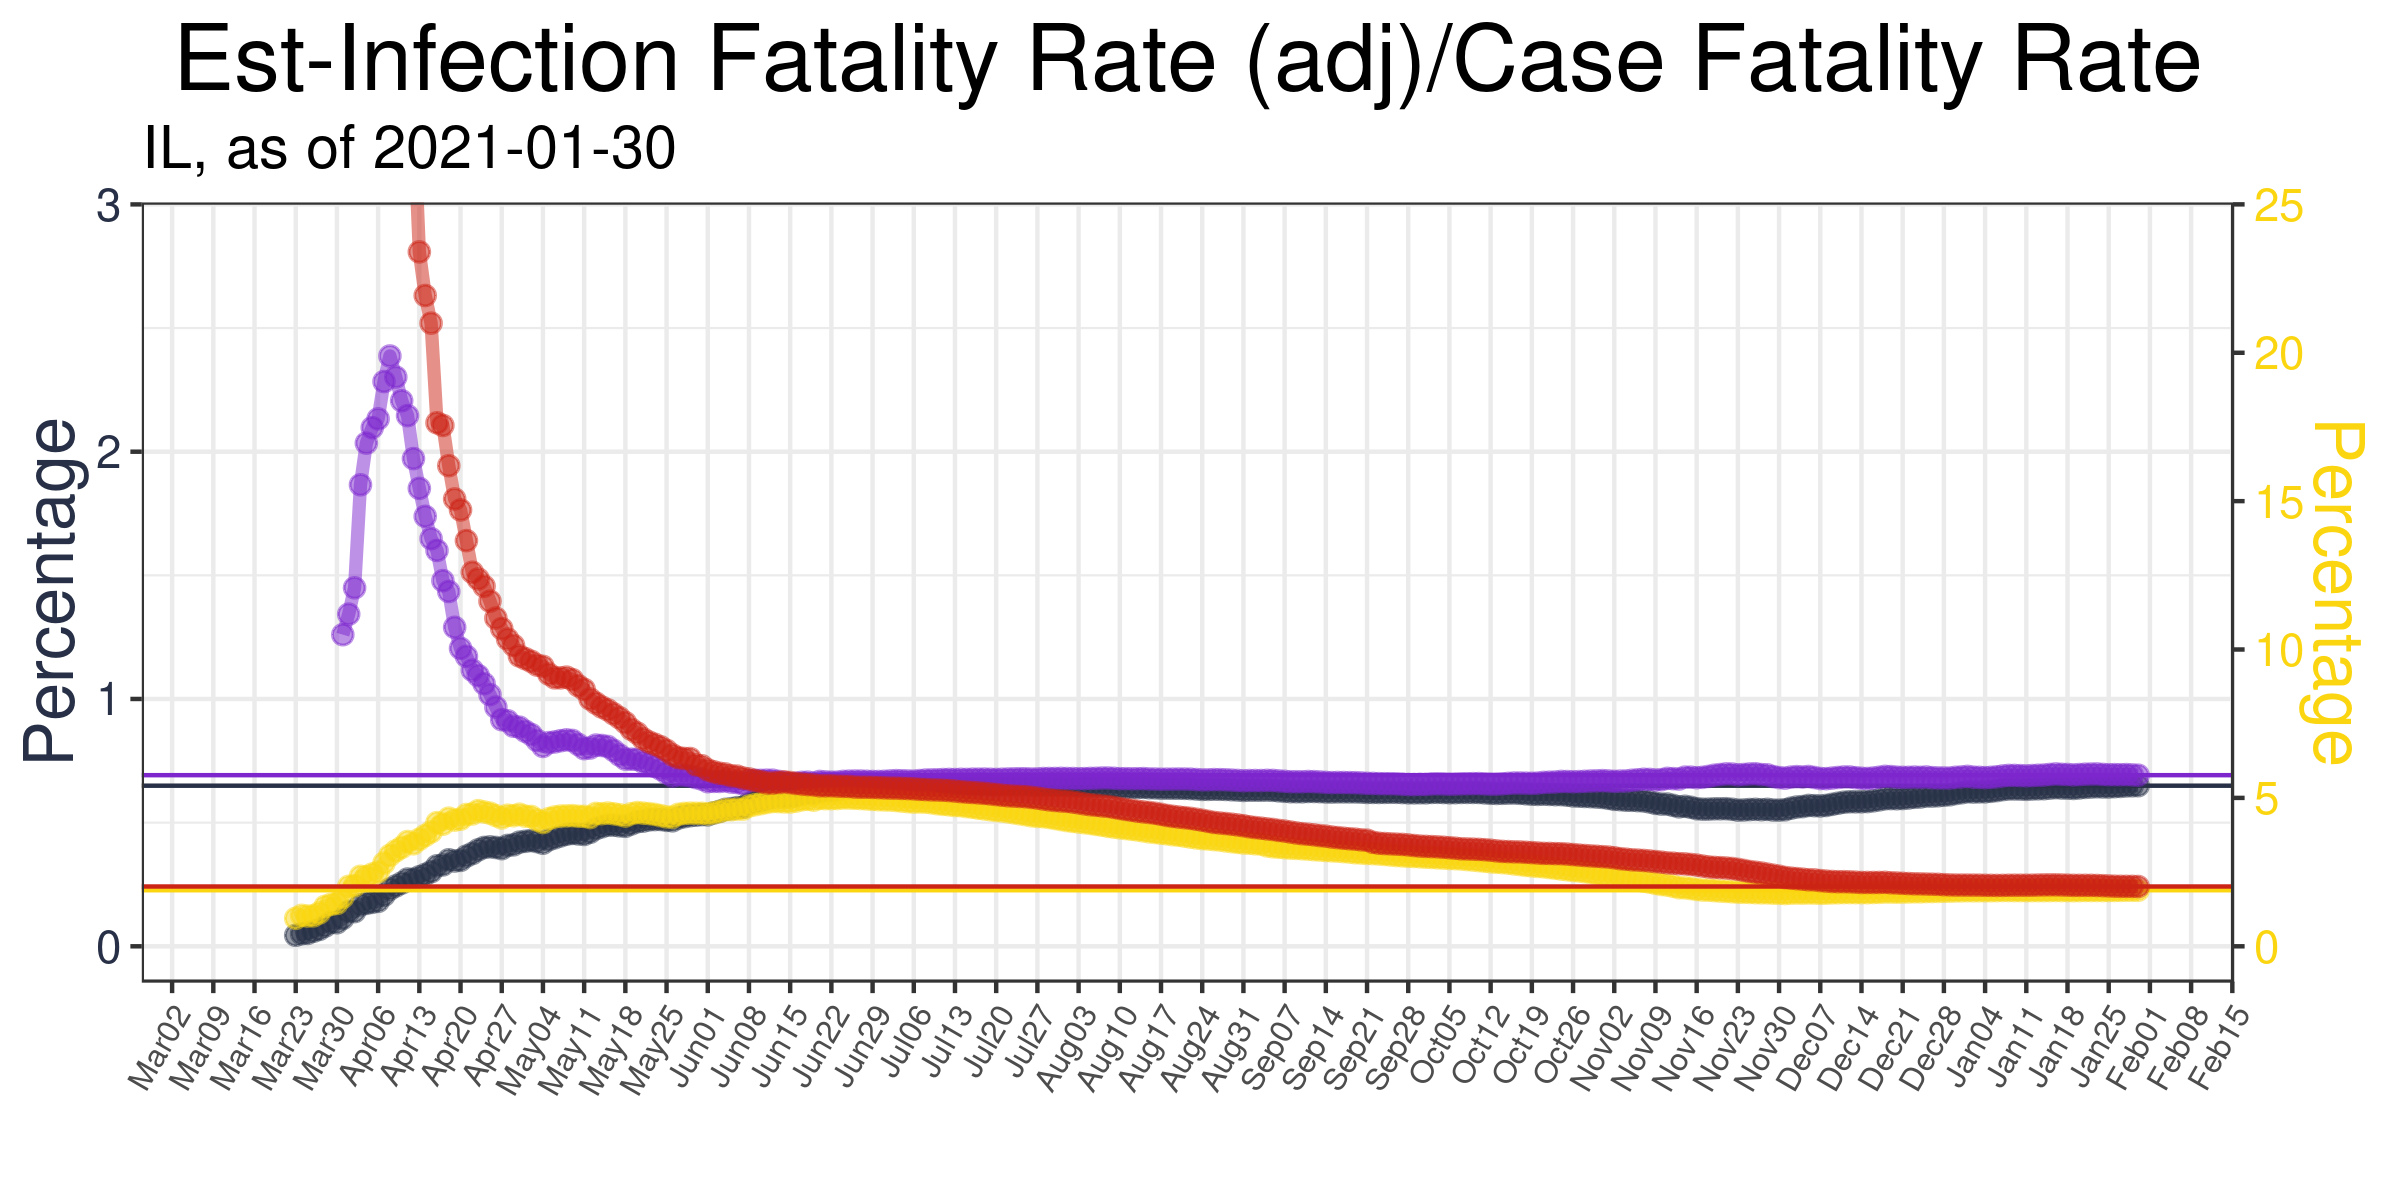 Est-Infection Fatality Rate (adj)/Case Fatality Rate
IL, as of 2021-01-30
Percentage
3
2
1
0
25
20
15
10
5
0
Percentage
Mar02
Mar09
Mar16
Mar23
Mar30
Apr06
Apr13
Apr20
Apr27
May04
May11
May18
May25
Jun01
Jun08
Jun15
Jun22
Jun29
Jul06
Jul13
Jul20
Jul27
Aug03
Aug10
Aug17
Aug24
Aug31
Sep07
Sep14
Sep21
Sep28
Oct05
Oct12
Oct19
Oct26
Nov02
Nov09
Nov16
Nov23
Nov30
Dec07
Dec14
Dec21
Dec28
Jan04
Jan11
Jan18
Jan25
Feb01
Feb08
Feb15